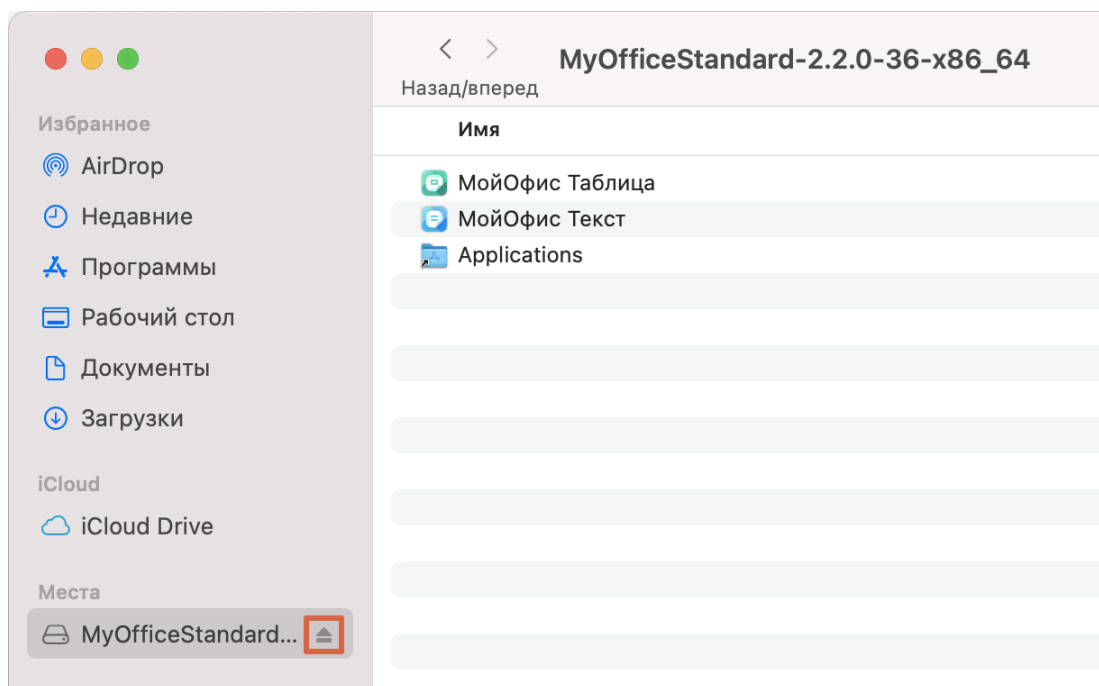 MyOfficeStandard-2.2.0-36-x86_64
Назад/вперед
Избранное
AirDrop
Недавние
Программы
Рабочий стол
Документы
Загрузки
iCloud
iCloud Drive
Места
MyOfficeStandard...
Имя
МойОфис Таблица
МойОфис Текст
Applications